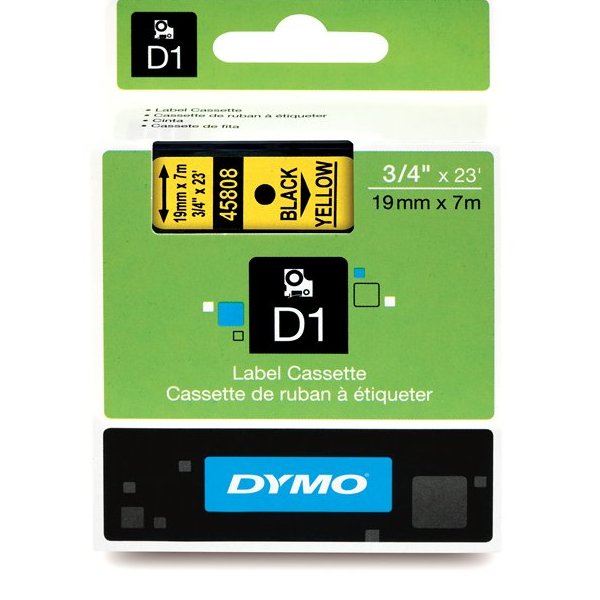 D1
• Label Cassette
• Cassette de ruban à étiqueter
• Cinta
• Cassete de fita
19mm x 7m
3/4" x 23'
45808
BLACK
YELLOW
3/4" x 23'
19mm x 7m
D1
Label Cassette
Cassette de ruban à étiqueter
DYMO®